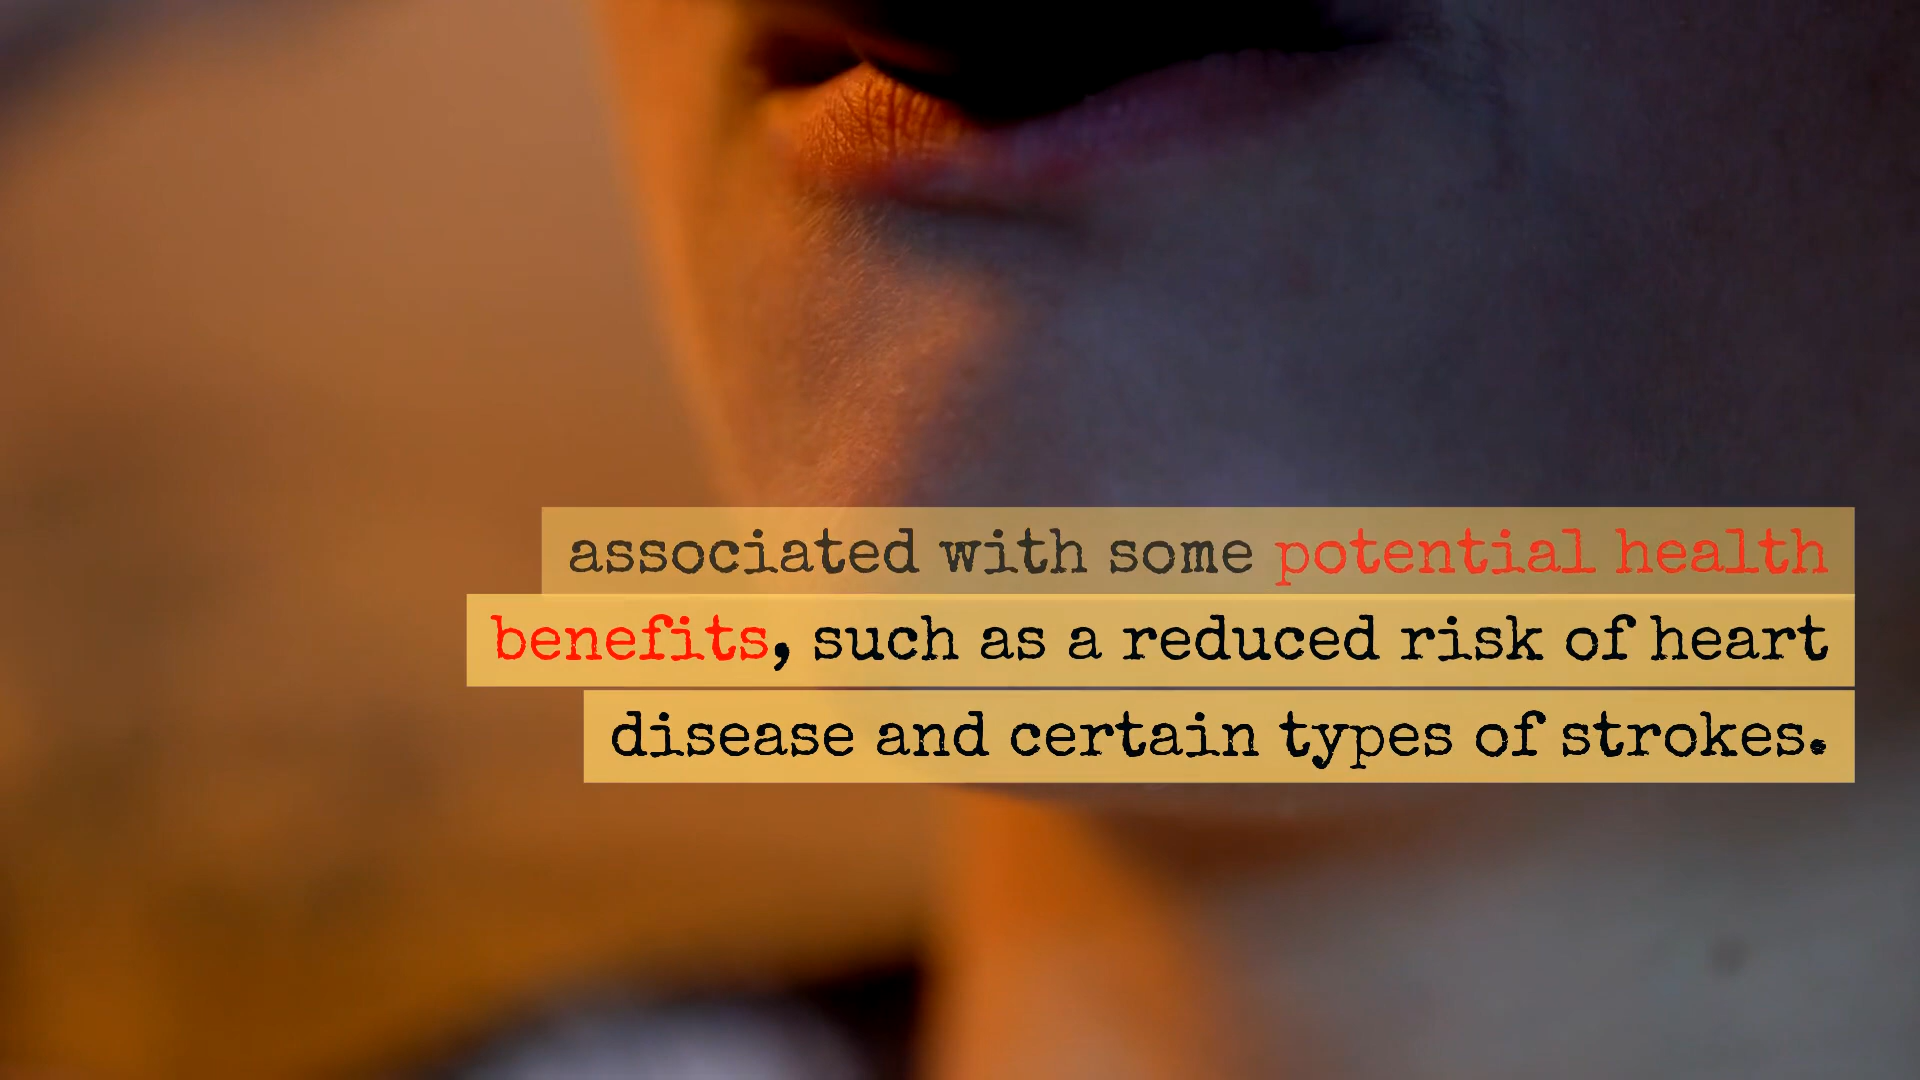 associated with some potential health
benefits, such as a reduced risk of heart
disease and certain types of strokes.